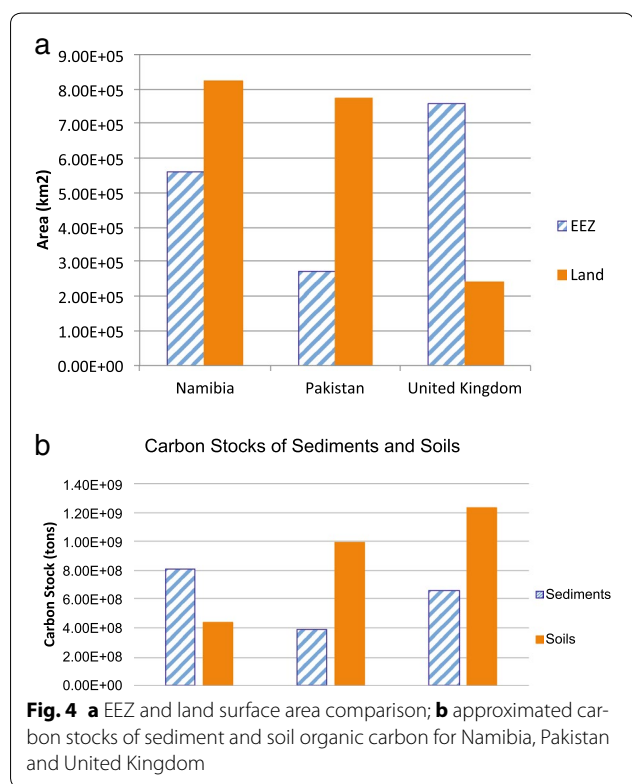 a
9.00E+05
8.00E+05
7.00E+05
6.00E+05
5.00E+05
4.00E+05
3.00E+05
2.00E+05
1.00E+05
0.00E+00
Area (km2)
EEZ
Land
Namibia Pakistan United Kingdom
b Carbon Stocks of Sediments and Soils
1.40E+09
1.20E+09
1.00E+09
8.00E+08
6.00E+08
4.00E+08
2.00E+08
0.00E+00
Carbon Stock (tons)
Sediments
Soils
Fig. 4 a EEZ and land surface area comparison; b approximated car-
bon stocks of sediment and soil organic carbon for Namibia, Pakistan
and United Kingdom